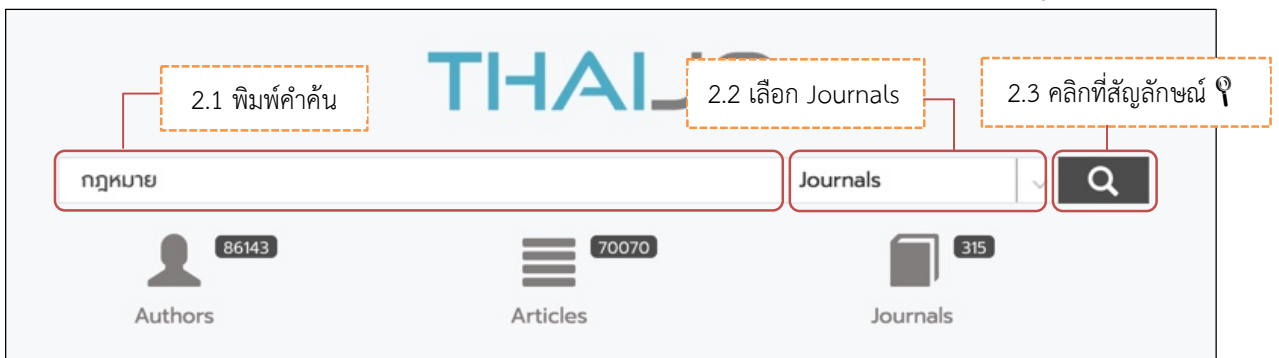 THAI
2.1 พิมพ์คำค้น
2.2 เลือก Journals
2.3 คลิกที่สัญลักษณ์
กฎหมาย
Journals
86143
70070
315
Authors
Articles
Journals